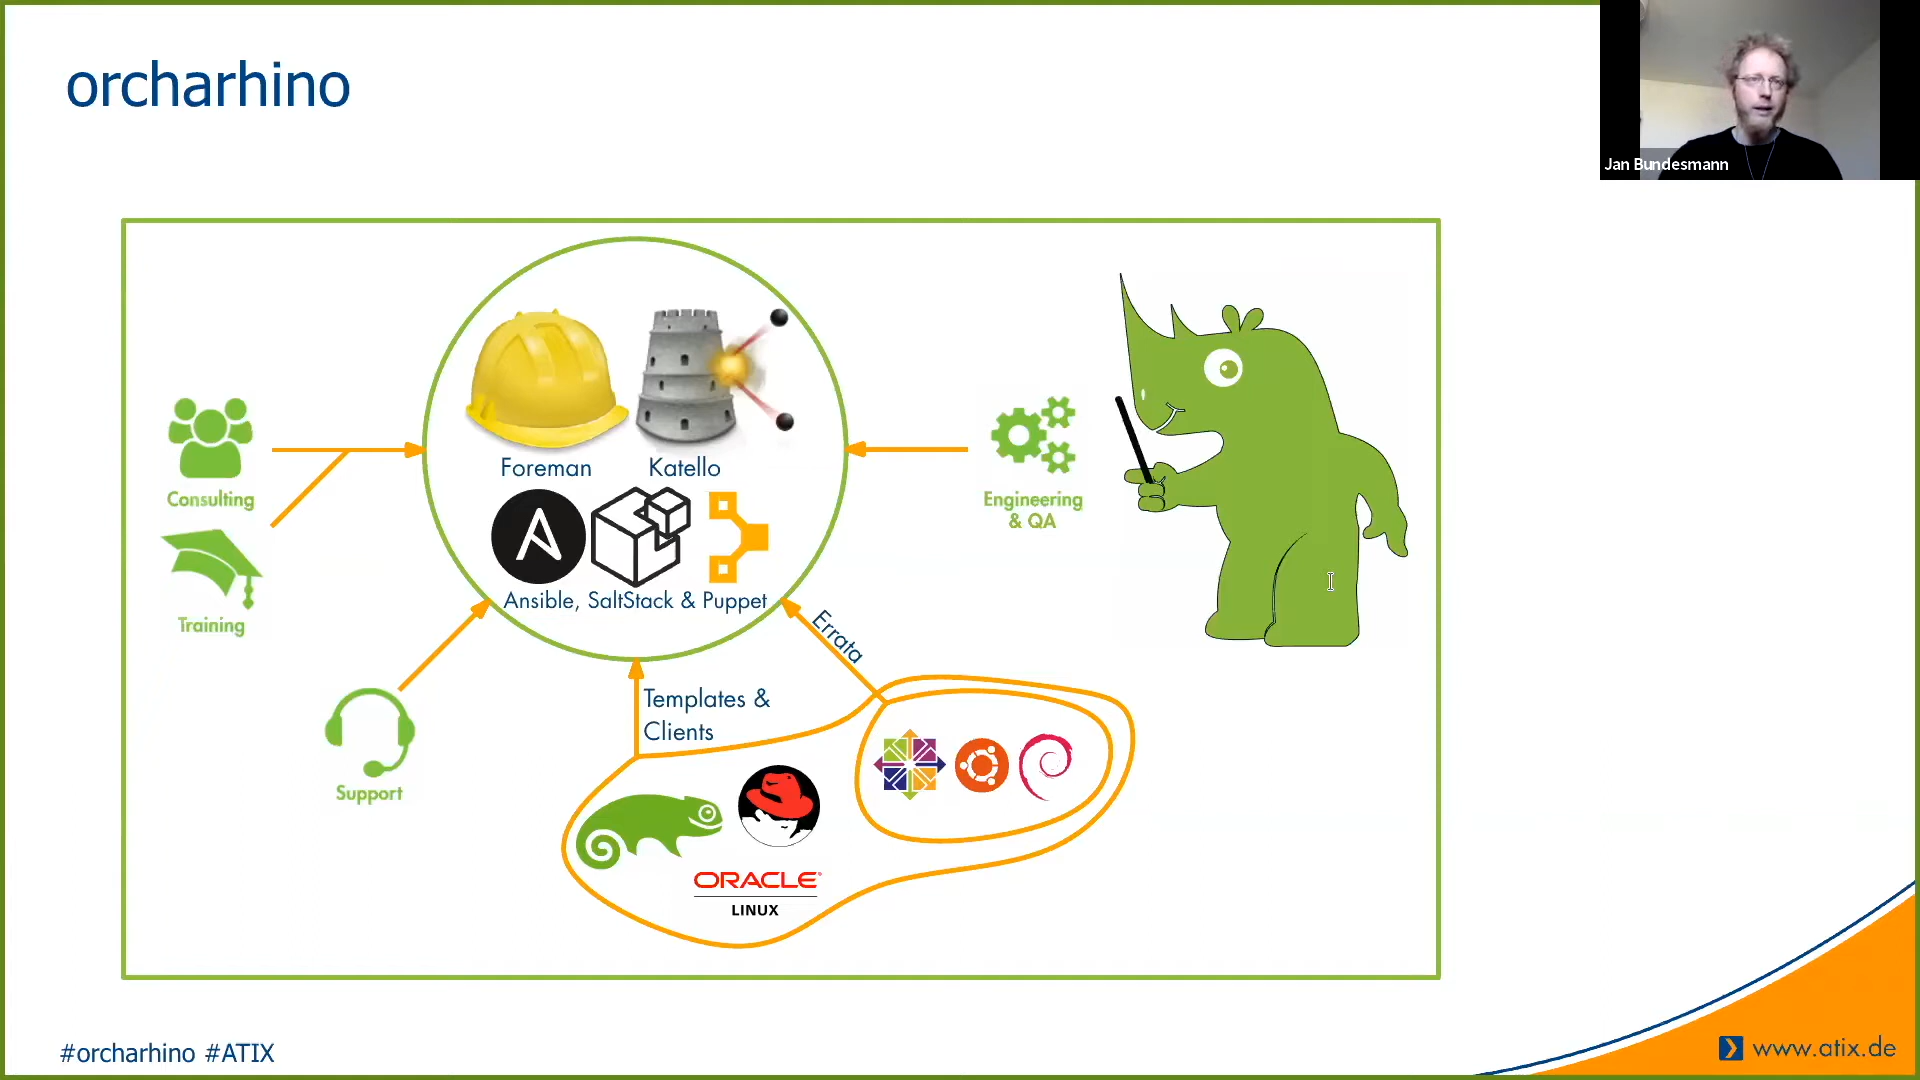 orcharhino
Jan Bundesmann
Foreman
Katello
Consulting
Engineering
& QA
Ansible, SaltStack & Puppet
Training
Errata
Templates &
Clients
Support
ORACLE
LINUX
#orcharhino #ATIX
www.atix.de